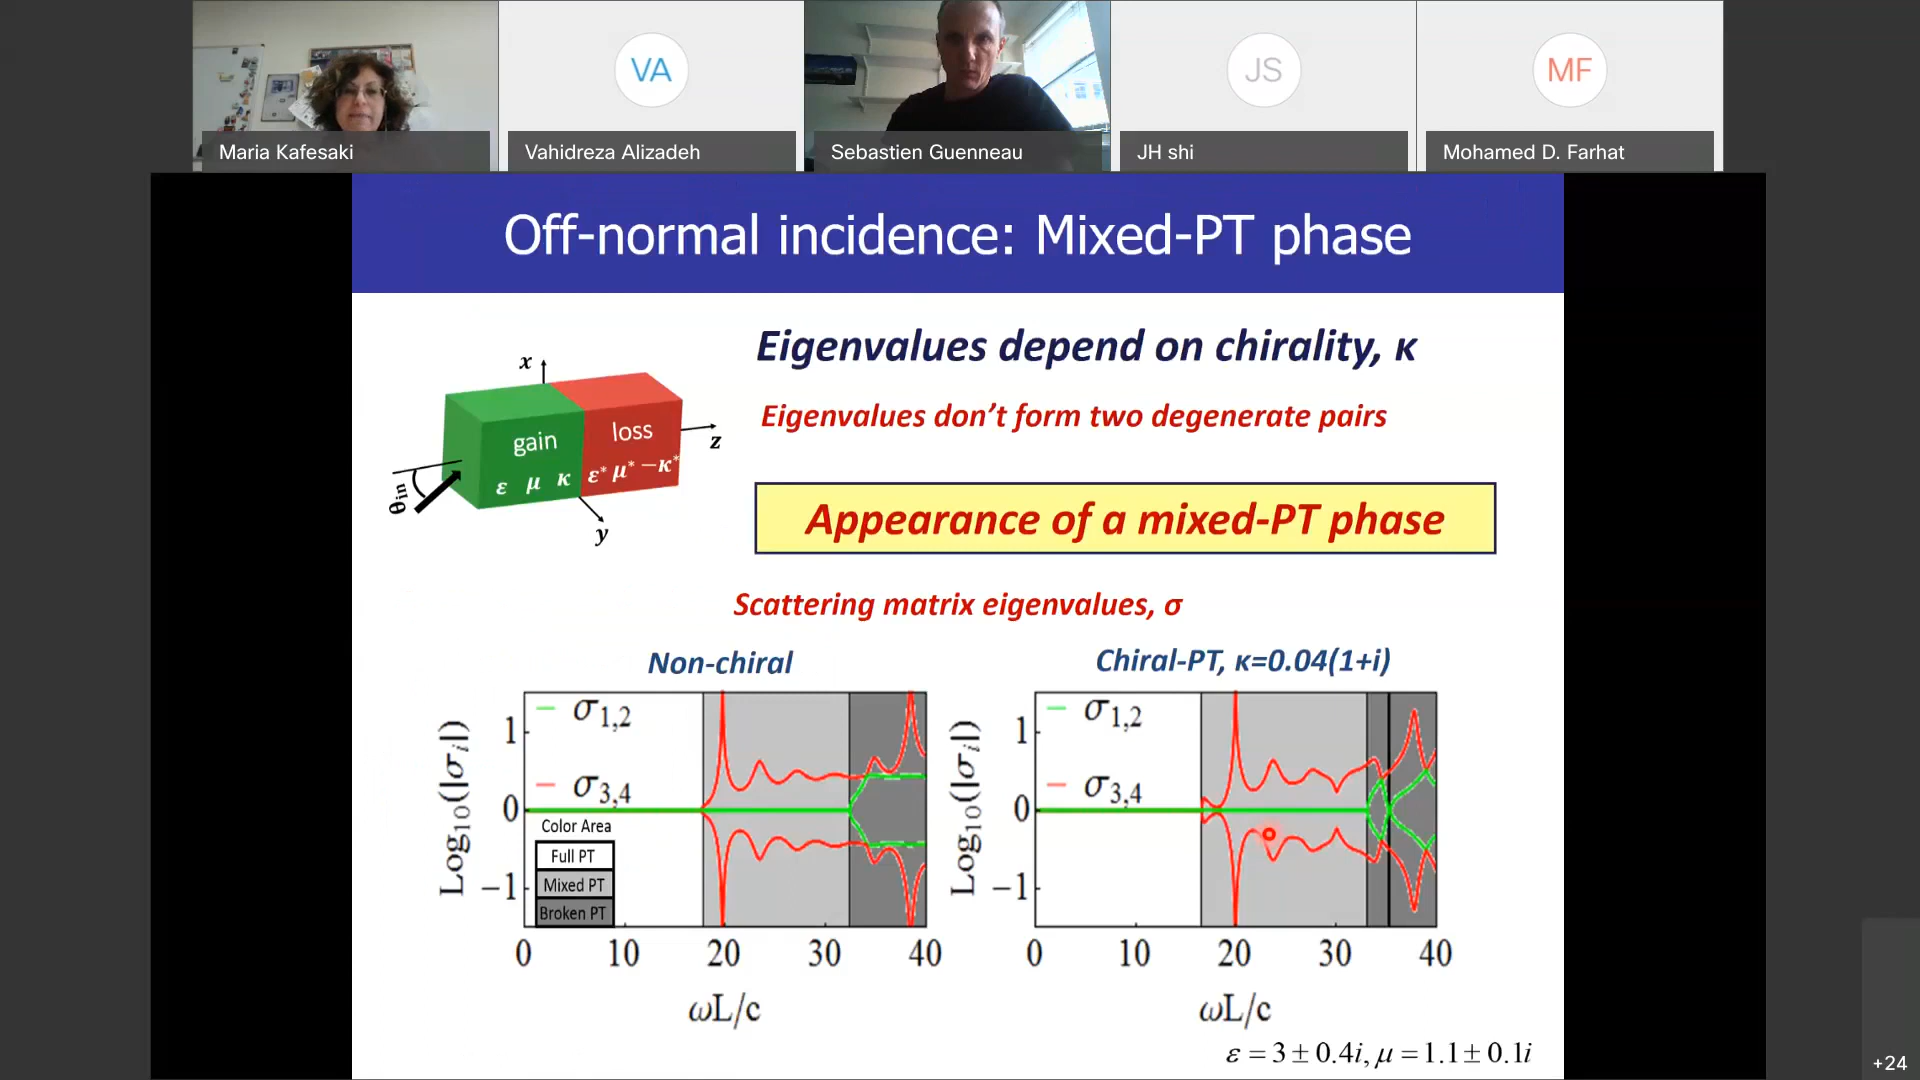 Maria Kafesaki
VA
Vahidreza Alizadeh
Sebastien Guenneau
JS
JH shi
MF
Mohamed D. Farhat
Off-normal incidence: Mixed-PT phase
x
gain
loss
z
ε μ κ
ε* μ* −κ*
θin
y
Eigenvalues depend on chirality, κ
Eigenvalues don’t form two degenerate pairs
Appearance of a mixed-PT phase
Scattering matrix eigenvalues, σ
Non-chiral
Log10(|σi|)
1
0
−1
σ1,2
σ3,4
Color Area
Full PT
Mixed PT
Broken PT
0 10 20 30 40
ωL/c
Chiral-PT, κ=0.04(1+i)
Log10(|σi|)
1
0
−1
σ1,2
σ3,4
0 10 20 30 40
ωL/c
ε = 3 ± 0.4i, μ = 1.1 ± 0.1i
+24